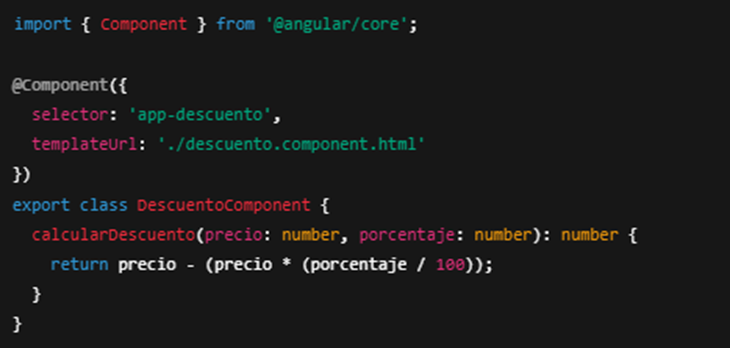 import { Component } from '@angular/core';
@Component({
selector: 'app-descuento',
templateUrl: './descuento.component.html'
})
export class DescuentoComponent {
calcularDescuento(precio: number, porcentaje: number): number {
return precio - (precio * (porcentaje / 100));
}
}